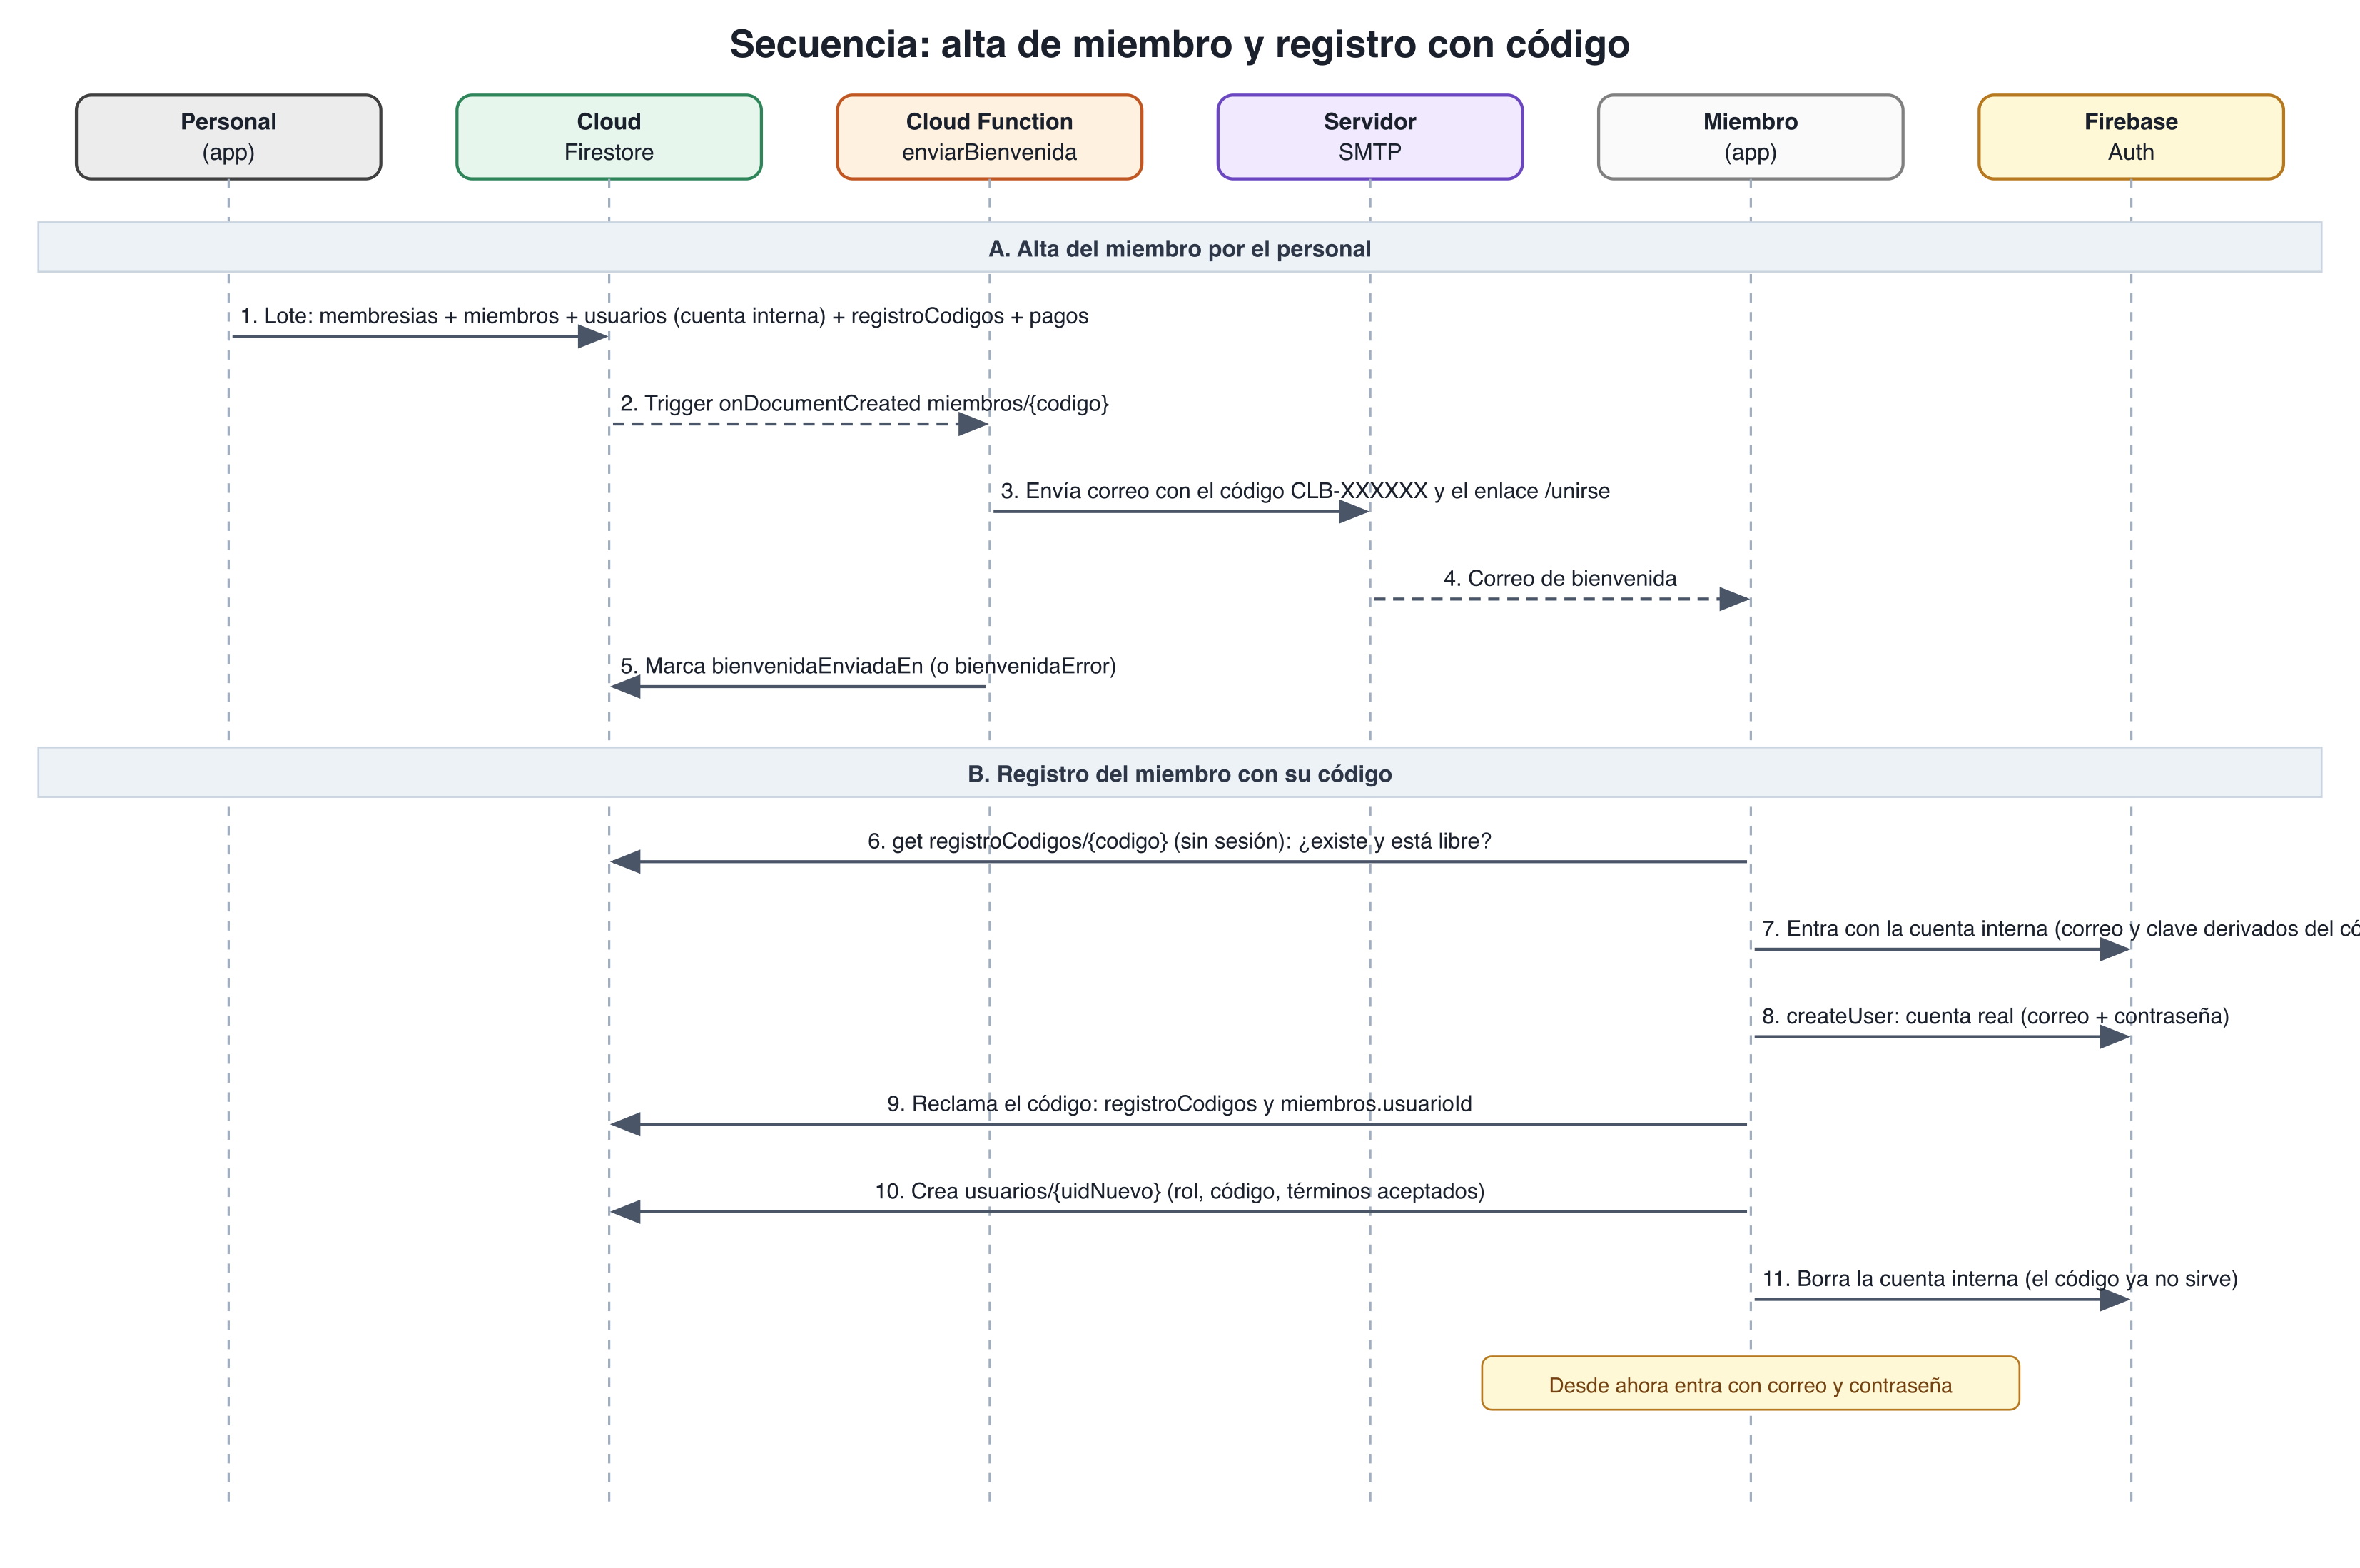 Secuencia: alta de miembro y registro con código
Personal
(app)
Cloud
Firestore
Cloud Function
enviarBienvenida
Servidor
SMTP
Miembro
(app)
Firebase
Auth
A. Alta del miembro por el personal
1. Lote: membresias + miembros + usuarios (cuenta interna) + registroCodigos + pagos
2. Trigger onDocumentCreated miembros/{codigo}
3. Envía correo con el código CLB-XXXXXX y el enlace /unirse
4. Correo de bienvenida
5. Marca bienvenidaEnviadaEn (o bienvenidaError)
B. Registro del miembro con su código
6. get registroCodigos/{codigo} (sin sesión): ¿existe y está libre?
7. Entra con la cuenta interna (correo y clave derivados del có
8. createUser: cuenta real (correo + contraseña)
9. Reclama el código: registroCodigos y miembros.usuarioId
10. Crea usuarios/{uidNuevo} (rol, código, términos aceptados)
11. Borra la cuenta interna (el código ya no sirve)
Desde ahora entra con correo y contraseña